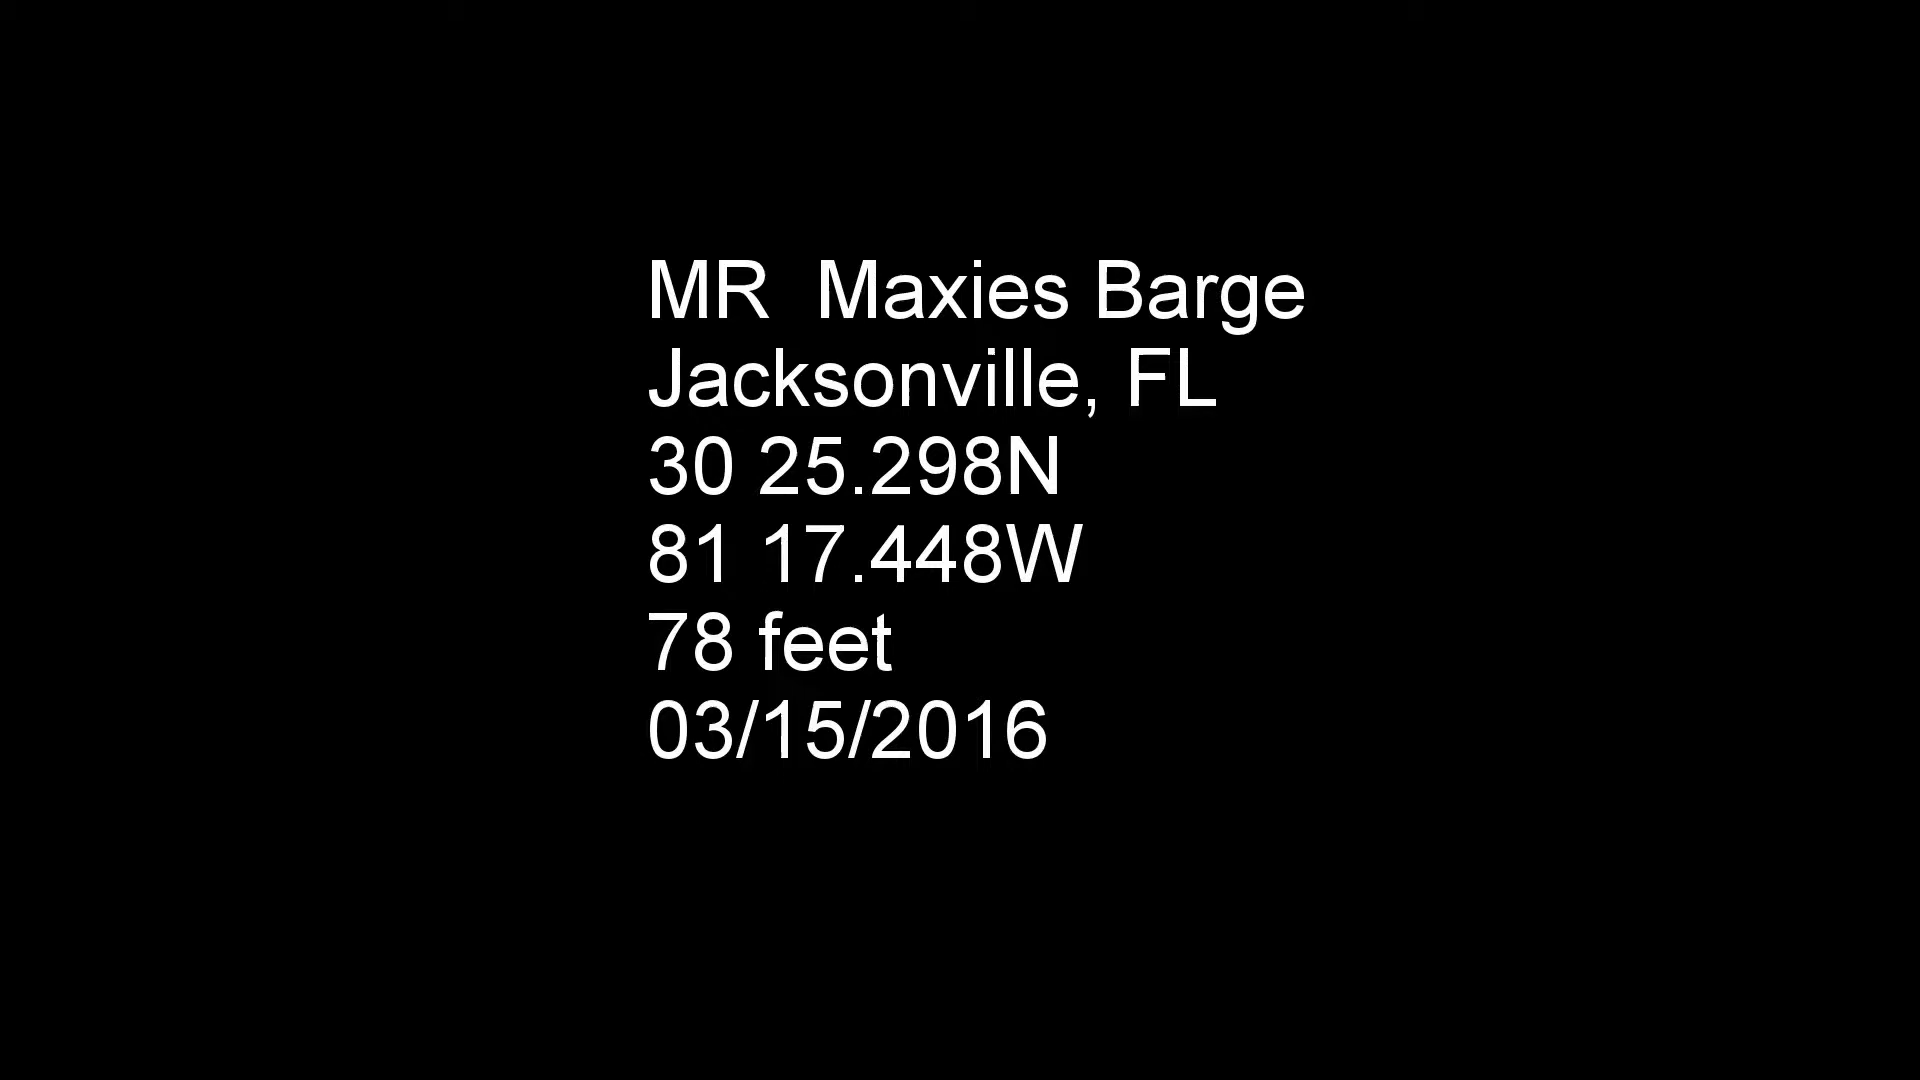 MR  Maxies Barge
Jacksonville, FL
30 25.298N
81 17.448W
78 feet
03/15/2016